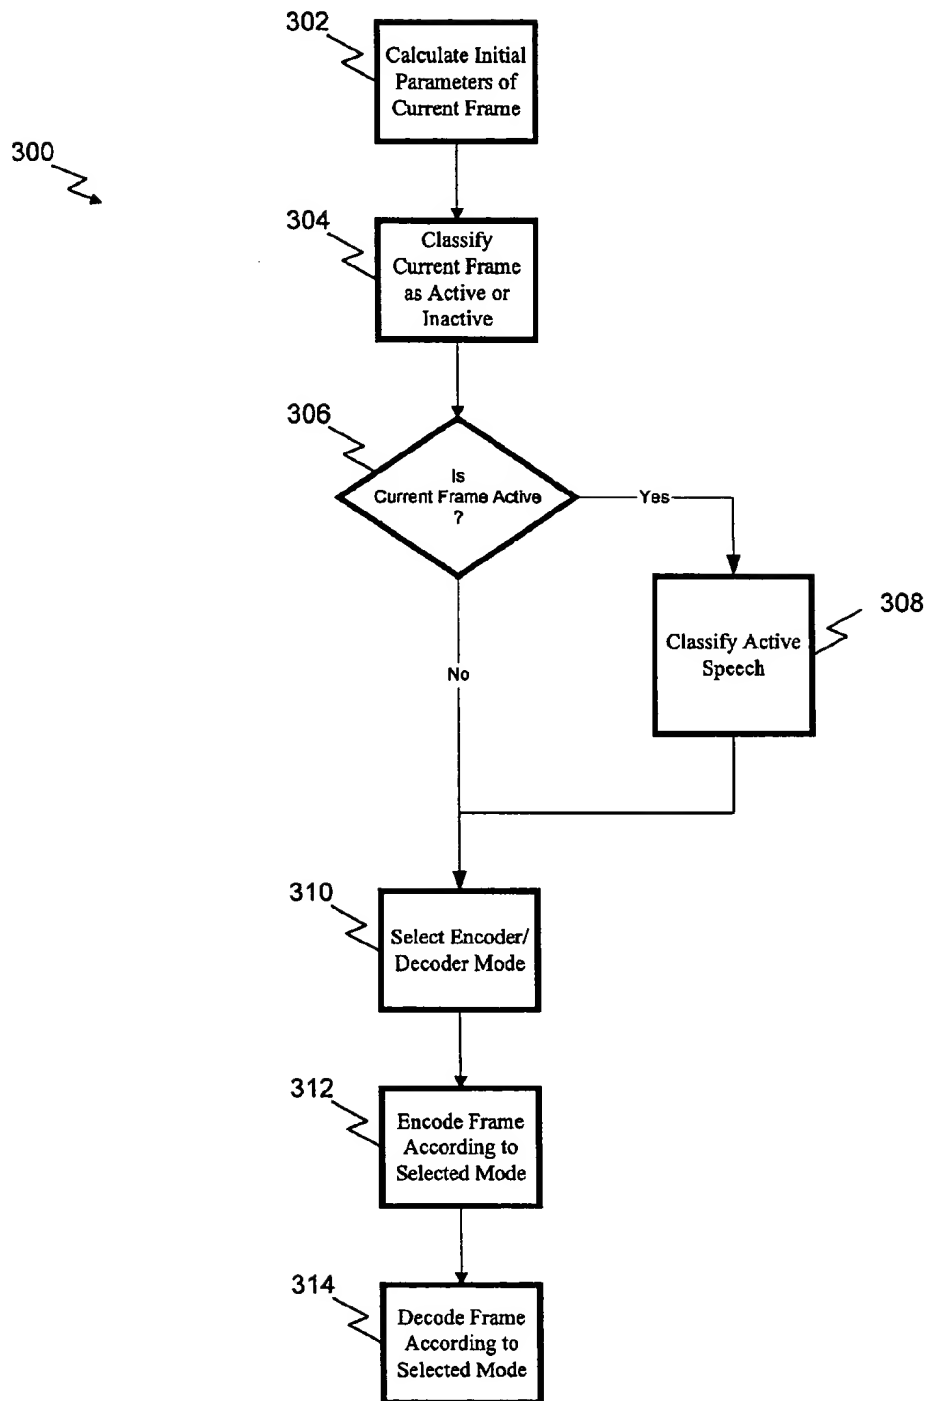 302
Calculate Initial
Parameters of
Current Frame
300
304
Classify
Current Frame
as Active or
Inactive
306
Is
Current Frame Active
?
Yes
308
Classify Active
Speech
No
310
Select Encoder/
Decoder Mode
312
Encode Frame
According to
Selected Mode
314
Decode Frame
According to
Selected Mode